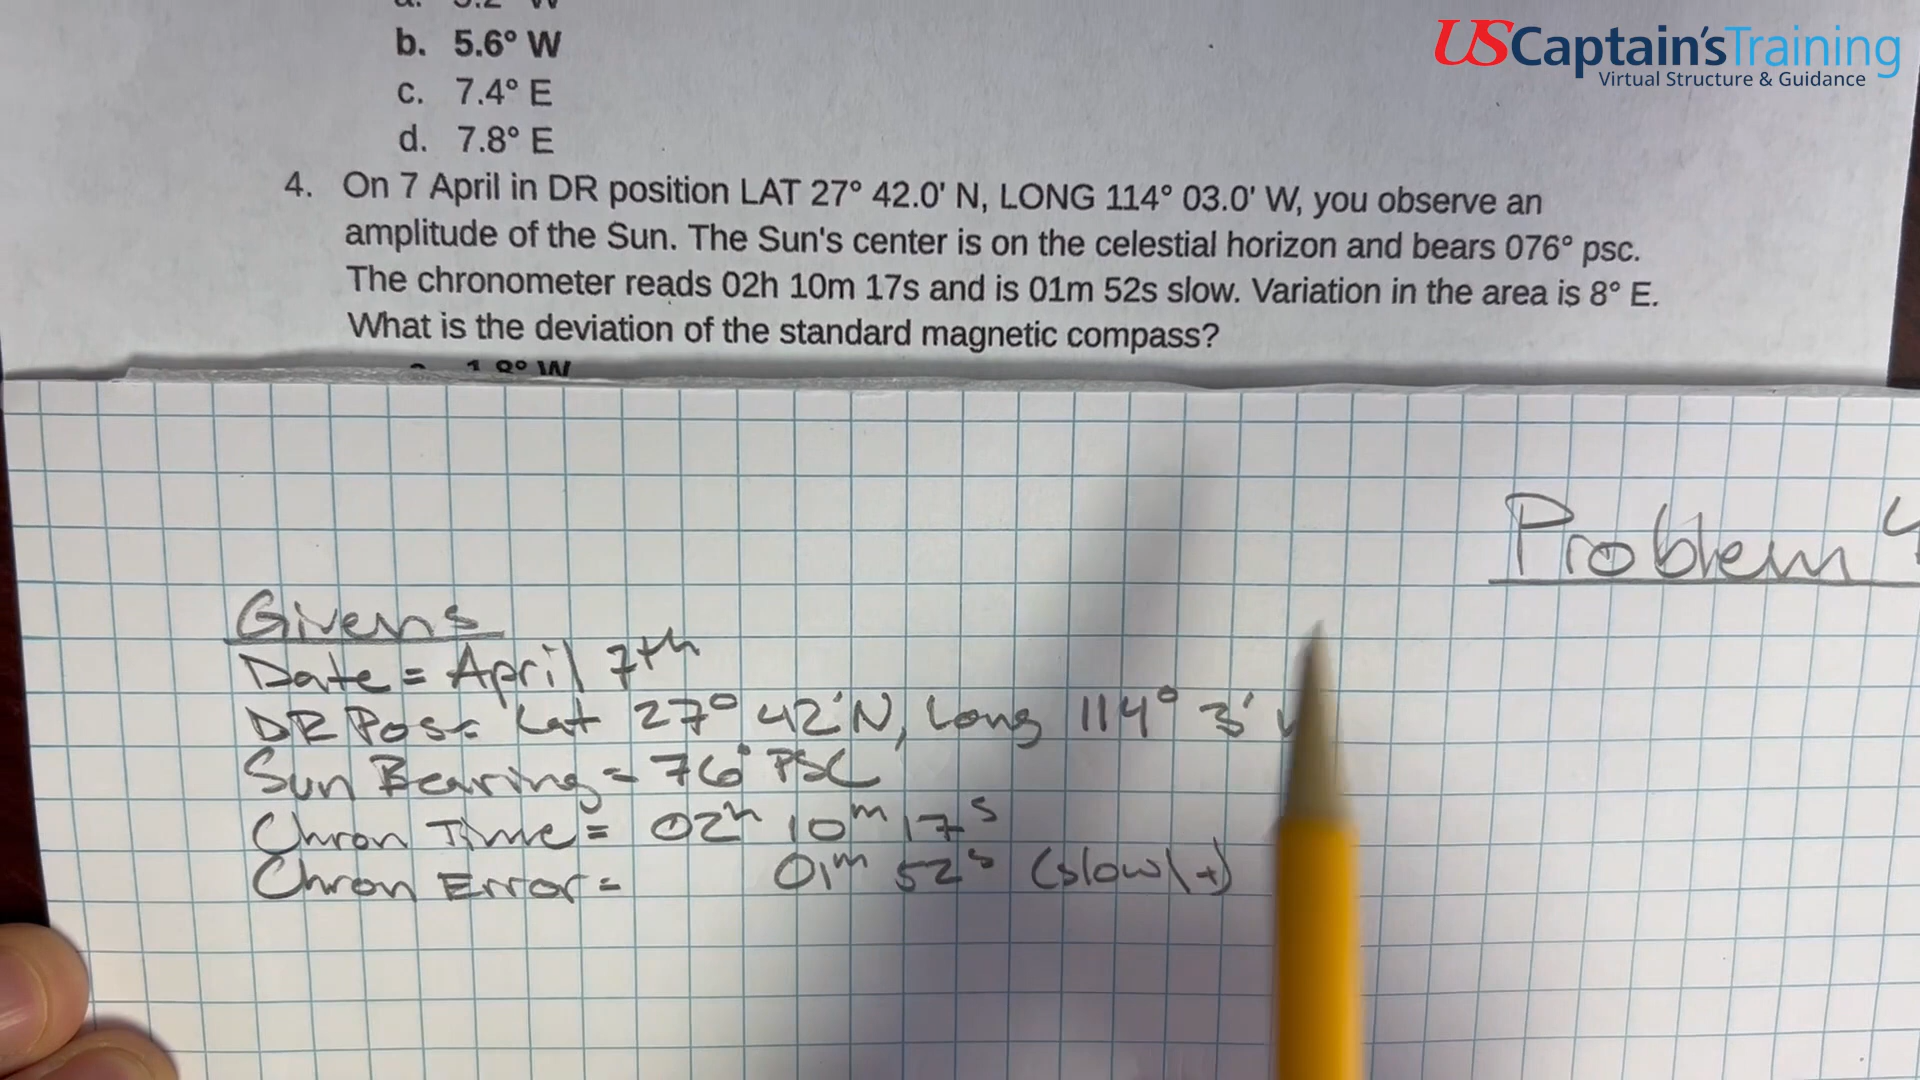 USCaptain'sTraining
Virtual Structure & Guidance
b. 5.6° W
c. 7.4° E
d. 7.8° E
4. On 7 April in DR position LAT 27° 42.0' N, LONG 114° 03.0' W, you observe an
amplitude of the Sun. The Sun's center is on the celestial horizon and bears 076° psc.
The chronometer reads 02h 10m 17s and is 01m 52s slow. Variation in the area is 8° E.
What is the deviation of the standard magnetic compass?
Problem
Givens
Date = April 7th
DR Pos= Lat 27° 42' N, Long 114° 3'
Sun Bearing = 76° PSC
Chron Time = 02h 10m 17s
Chron Error = 01m 52s (slow/+)